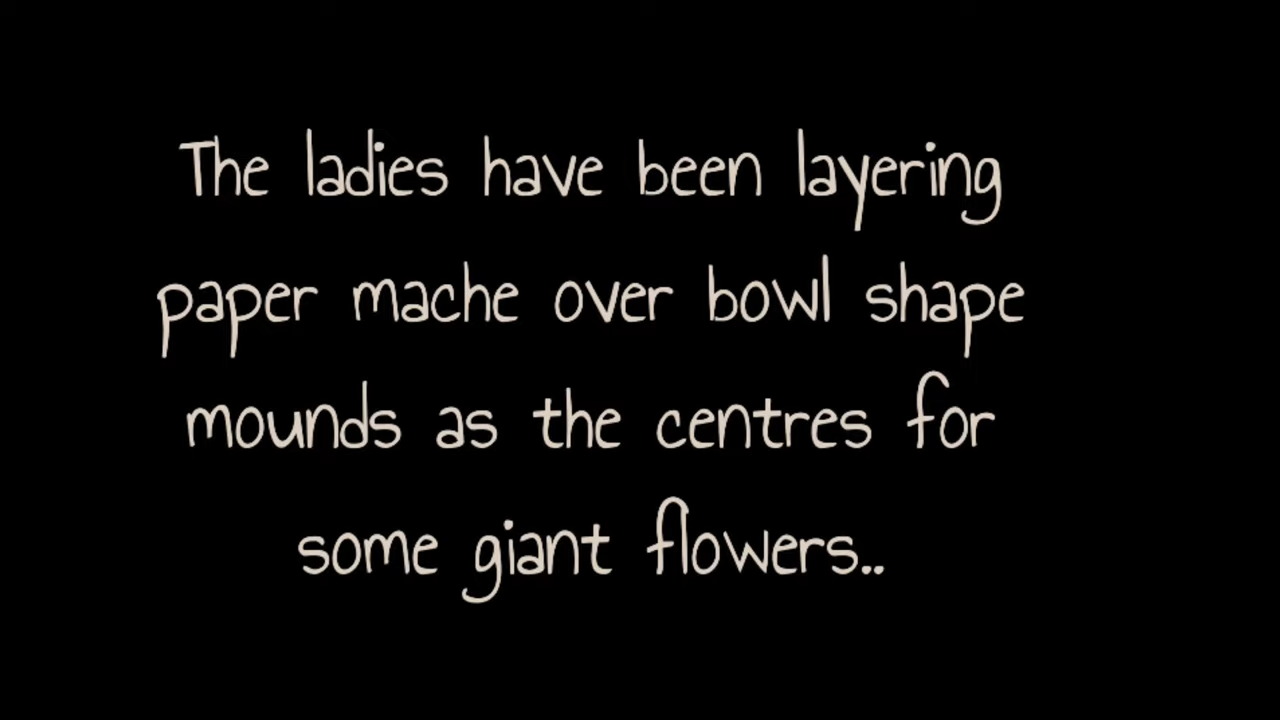 The ladies have been layering
paper mache over bowl shape
mounds as the centres for
some giant flowers..